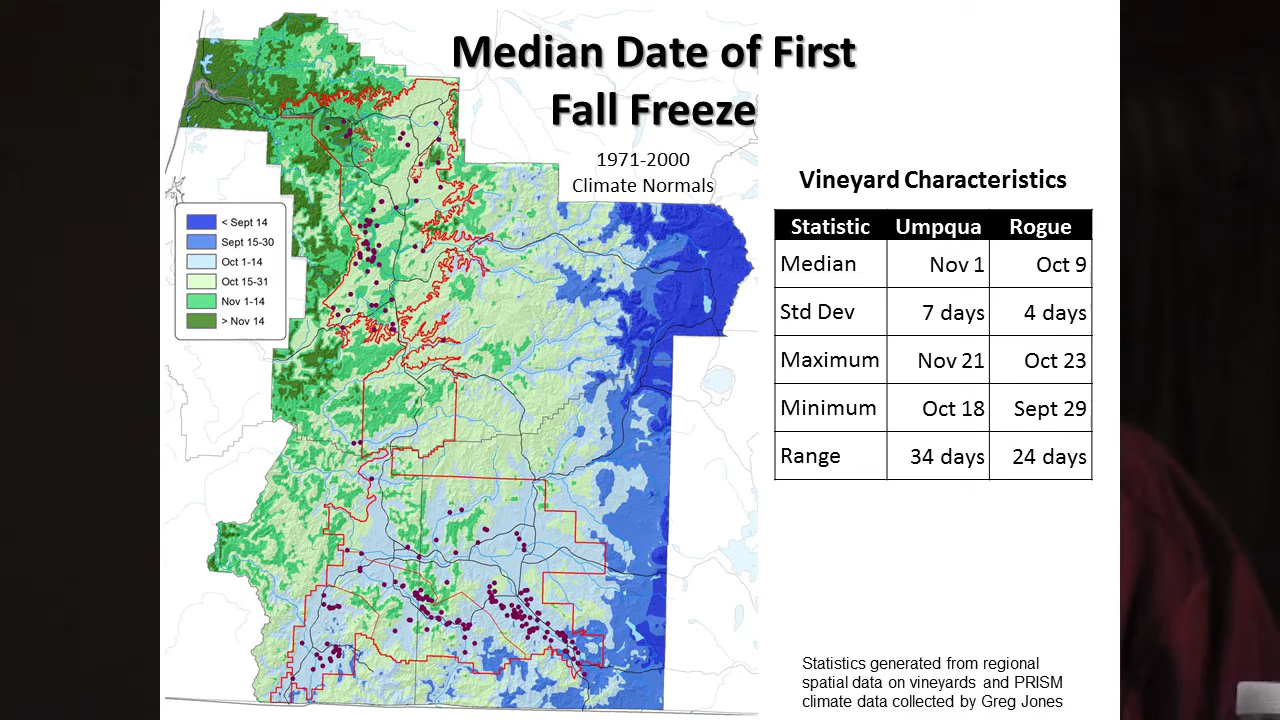 Median Date of First
Fall Freeze
1971-2000
Climate Normals
< Sept 14
Sept 15-30
Oct 1-14
Oct 15-31
Nov 1-14
> Nov 14
Vineyard Characteristics
Statistic Umpqua Rogue
Median Nov 1 Oct 9
Std Dev 7 days 4 days
Maximum Nov 21 Oct 23
Minimum Oct 18 Sept 29
Range 34 days 24 days
Statistics generated from regional
spatial data on vineyards and PRISM
climate data collected by Greg Jones